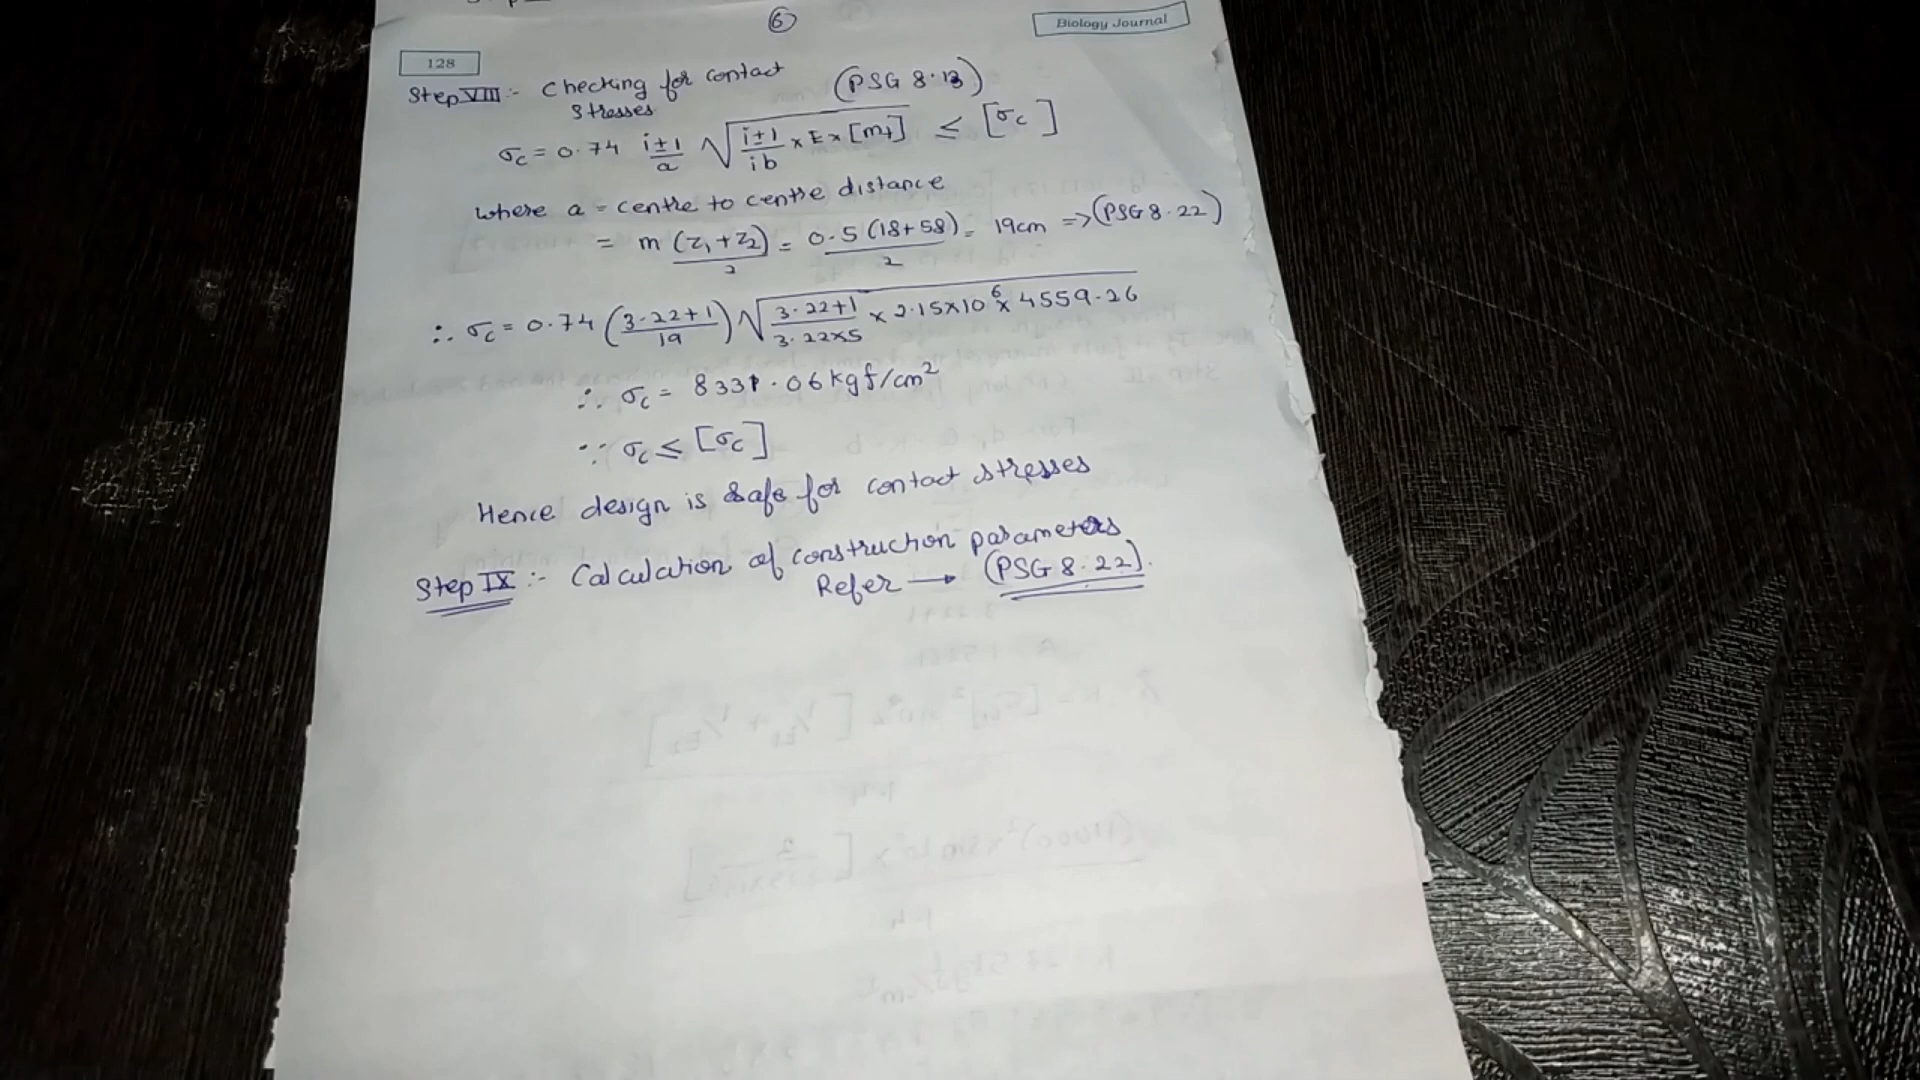 6
Biology Journal
128
Step VIII :- Checking for contact stresses (PSG 8.13)
σc = 0.74 i±1/a √(i±1/ib × E × [mt]) ≤ [σc]
where a = centre to centre distance
= m (z₁+z₂)/2 = 0.5 (18+58)/2 = 19cm => (PSG 8.22)
∴ σc = 0.74 (3.22+1/19) √(3.22+1/3.22×5 × 2.15×10⁶ × 4559.26)
∴ σc = 8331.06 kgf/cm²
∵ σc ≤ [σc]
Hence design is safe for contact stresses
Step IX :- Calculation of construction parameters
Refer → (PSG 8.22).